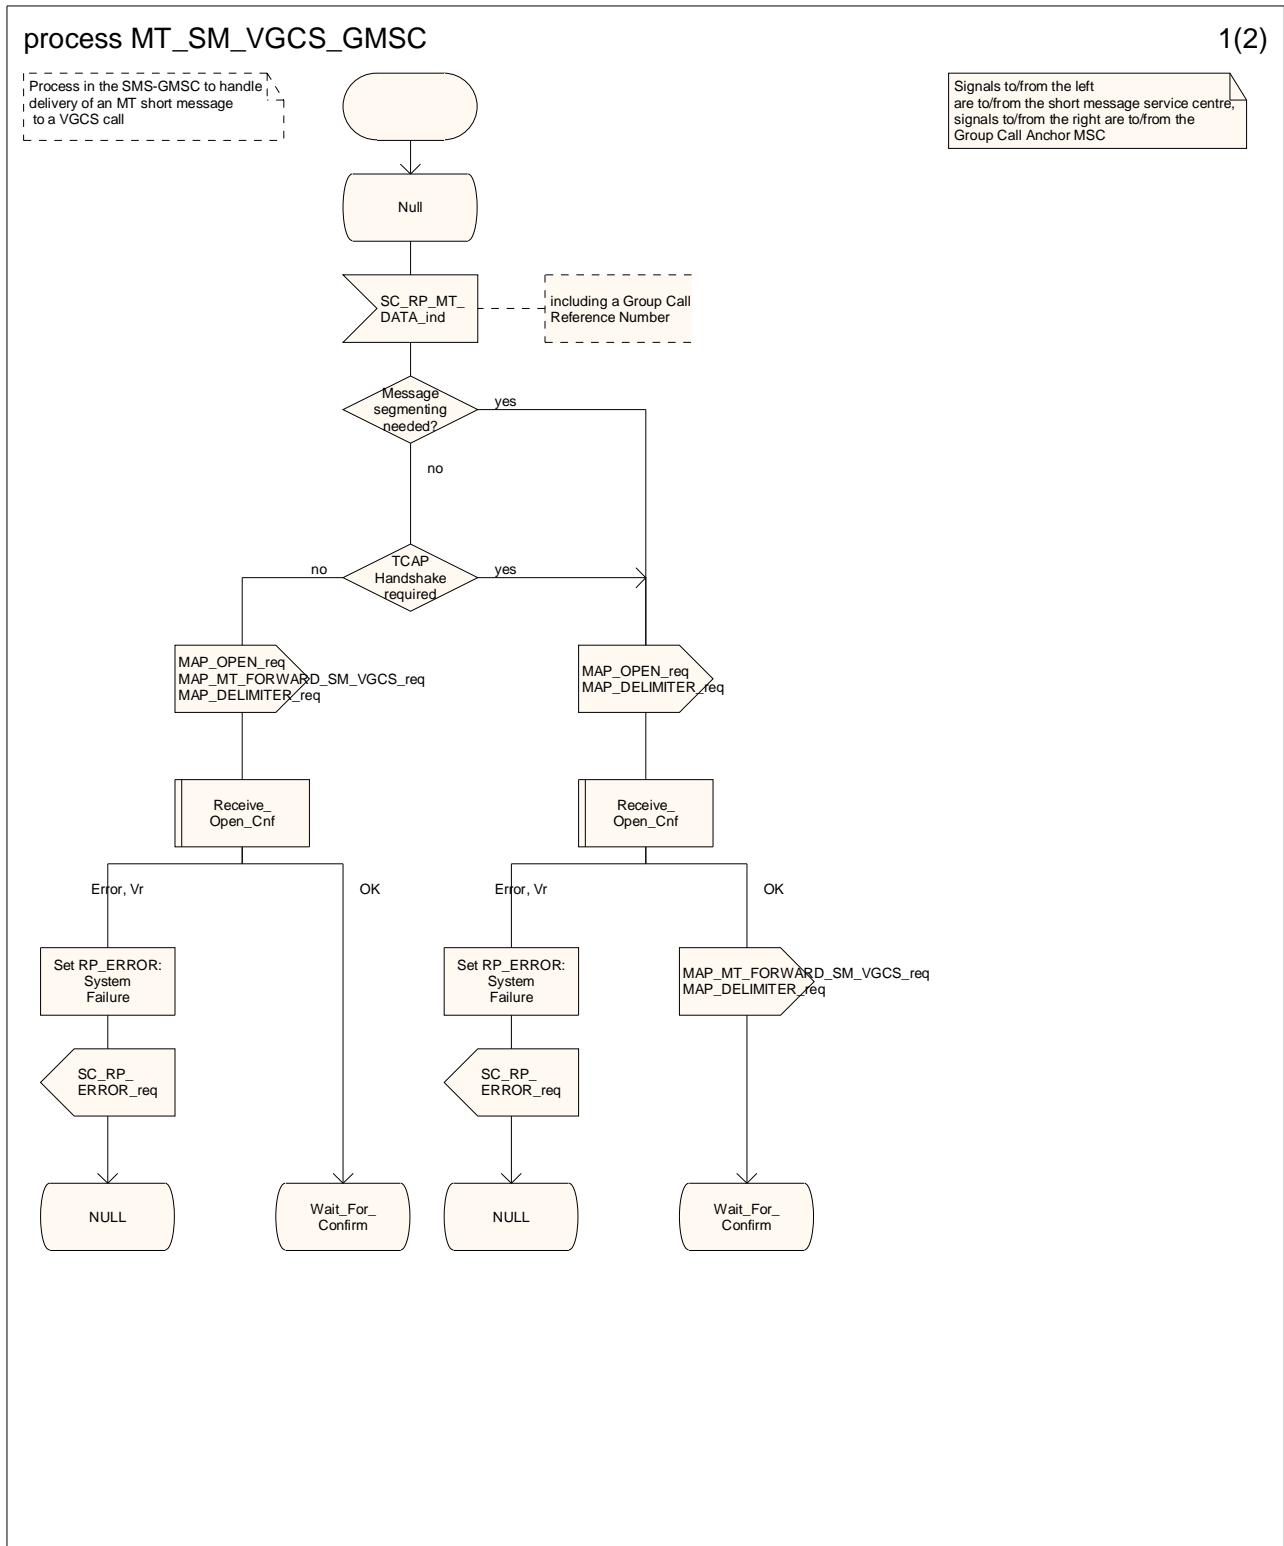 process MT_SM_VGCS_GMSC
1(2)
Process in the SMS-GMSC to handle
delivery of an MT short message
to a VGCS call
Signals to/from the left
are to/from the short message service centre,
signals to/from the right are to/from the
Group Call Anchor MSC
Null
SC_RP_MT_
DATA_ind
including a Group Call
Reference Number
Message
segmenting
needed?
yes
no
TCAP
Handshake
required
no
yes
MAP_OPEN_req
MAP_MT_FORWARD_SM_VGCS_req
MAP_DELIMITER_req
MAP_OPEN_req
MAP_DELIMITER_req
Receive_
Open_Cnf
Receive_
Open_Cnf
Error, Vr
OK
Error, Vr
OK
Set RP_ERROR:
System
Failure
Set RP_ERROR:
System
Failure
MAP_MT_FORWARD_SM_VGCS_req
MAP_DELIMITER_req
SC_RP_
ERROR_req
SC_RP_
ERROR_req
NULL
Wait_For_
Confirm
NULL
Wait_For_
Confirm